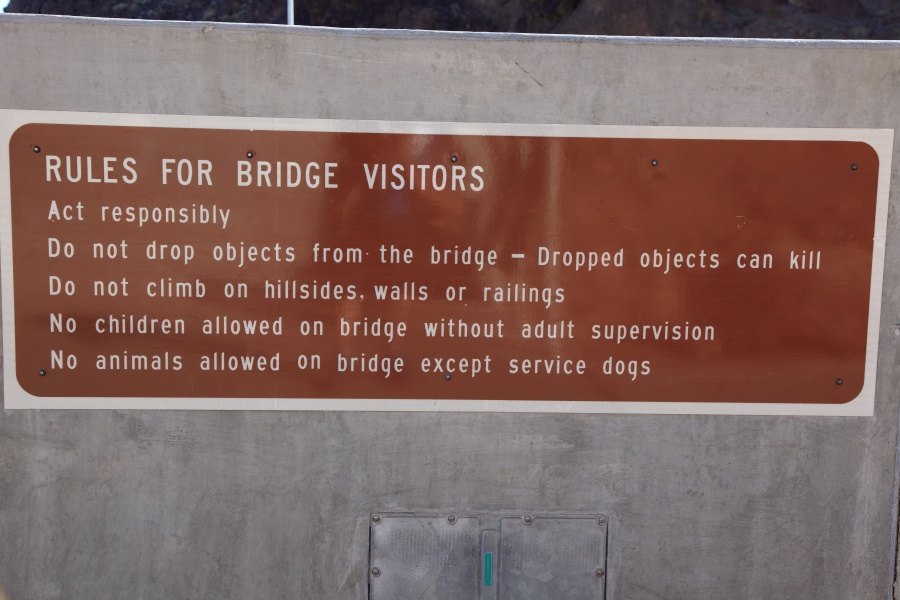 RULES FOR BRIDGE VISITORS
Act responsibly
Do not drop objects from the bridge – Dropped objects can kill
Do not climb on hillsides, walls or railings
No children allowed on bridge without adult supervision
No animals allowed on bridge except service dogs